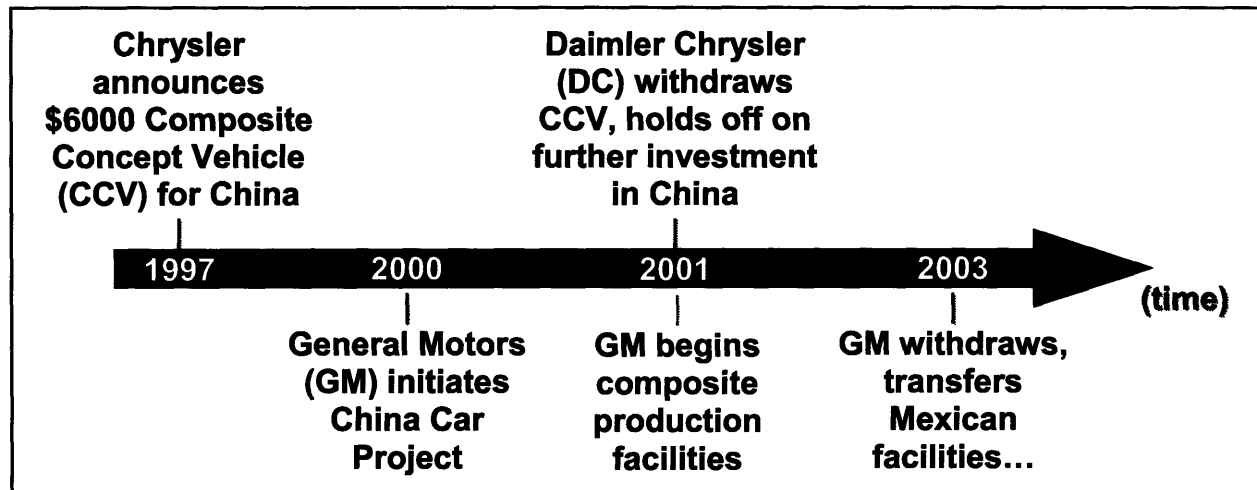 Chrysler
announces
$6000 Composite
Concept Vehicle
(CCV) for China
Daimler Chrysler
(DC) withdraws
CCV, holds off on
further investment
in China
1997
2000
2001
2003
(time)
General Motors
(GM) initiates
China Car
Project
GM begins
composite
production
facilities
GM withdraws,
transfers
Mexican
facilities...